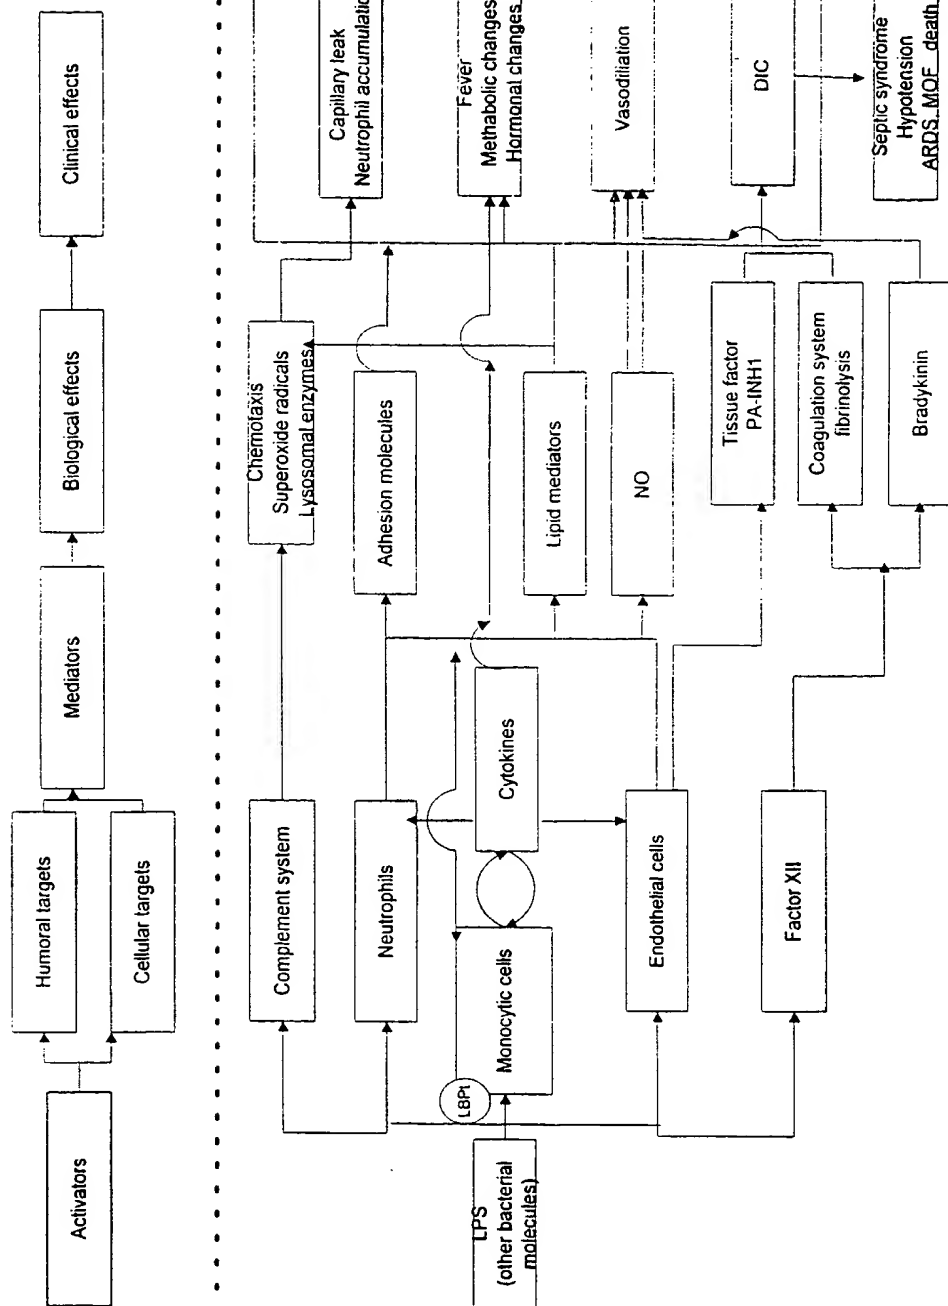 Activators
Humoral targets
Cellular targets
Mediators
Biological effects
Clinical effects
LPS
(other bacterial
molecules)
LBPt
Complement system
Neutrophils
Monocytic cells
Endothelial cells
Factor XII
Cytokines
Chemotaxis
Superoxide radicals
Lysosomal enzymes
Adhesion molecules
Lipid mediators
NO
Tissue factor
PA-INH1
Coagulation system
fibrinolysis
Bradykinin
Capillary leak
Neutrophil accumulatio
Fever
Methabolic changes
Hormonal changes
Vasodiliation
DIC
Septic syndrome
Hypotension
ARDS MOF death